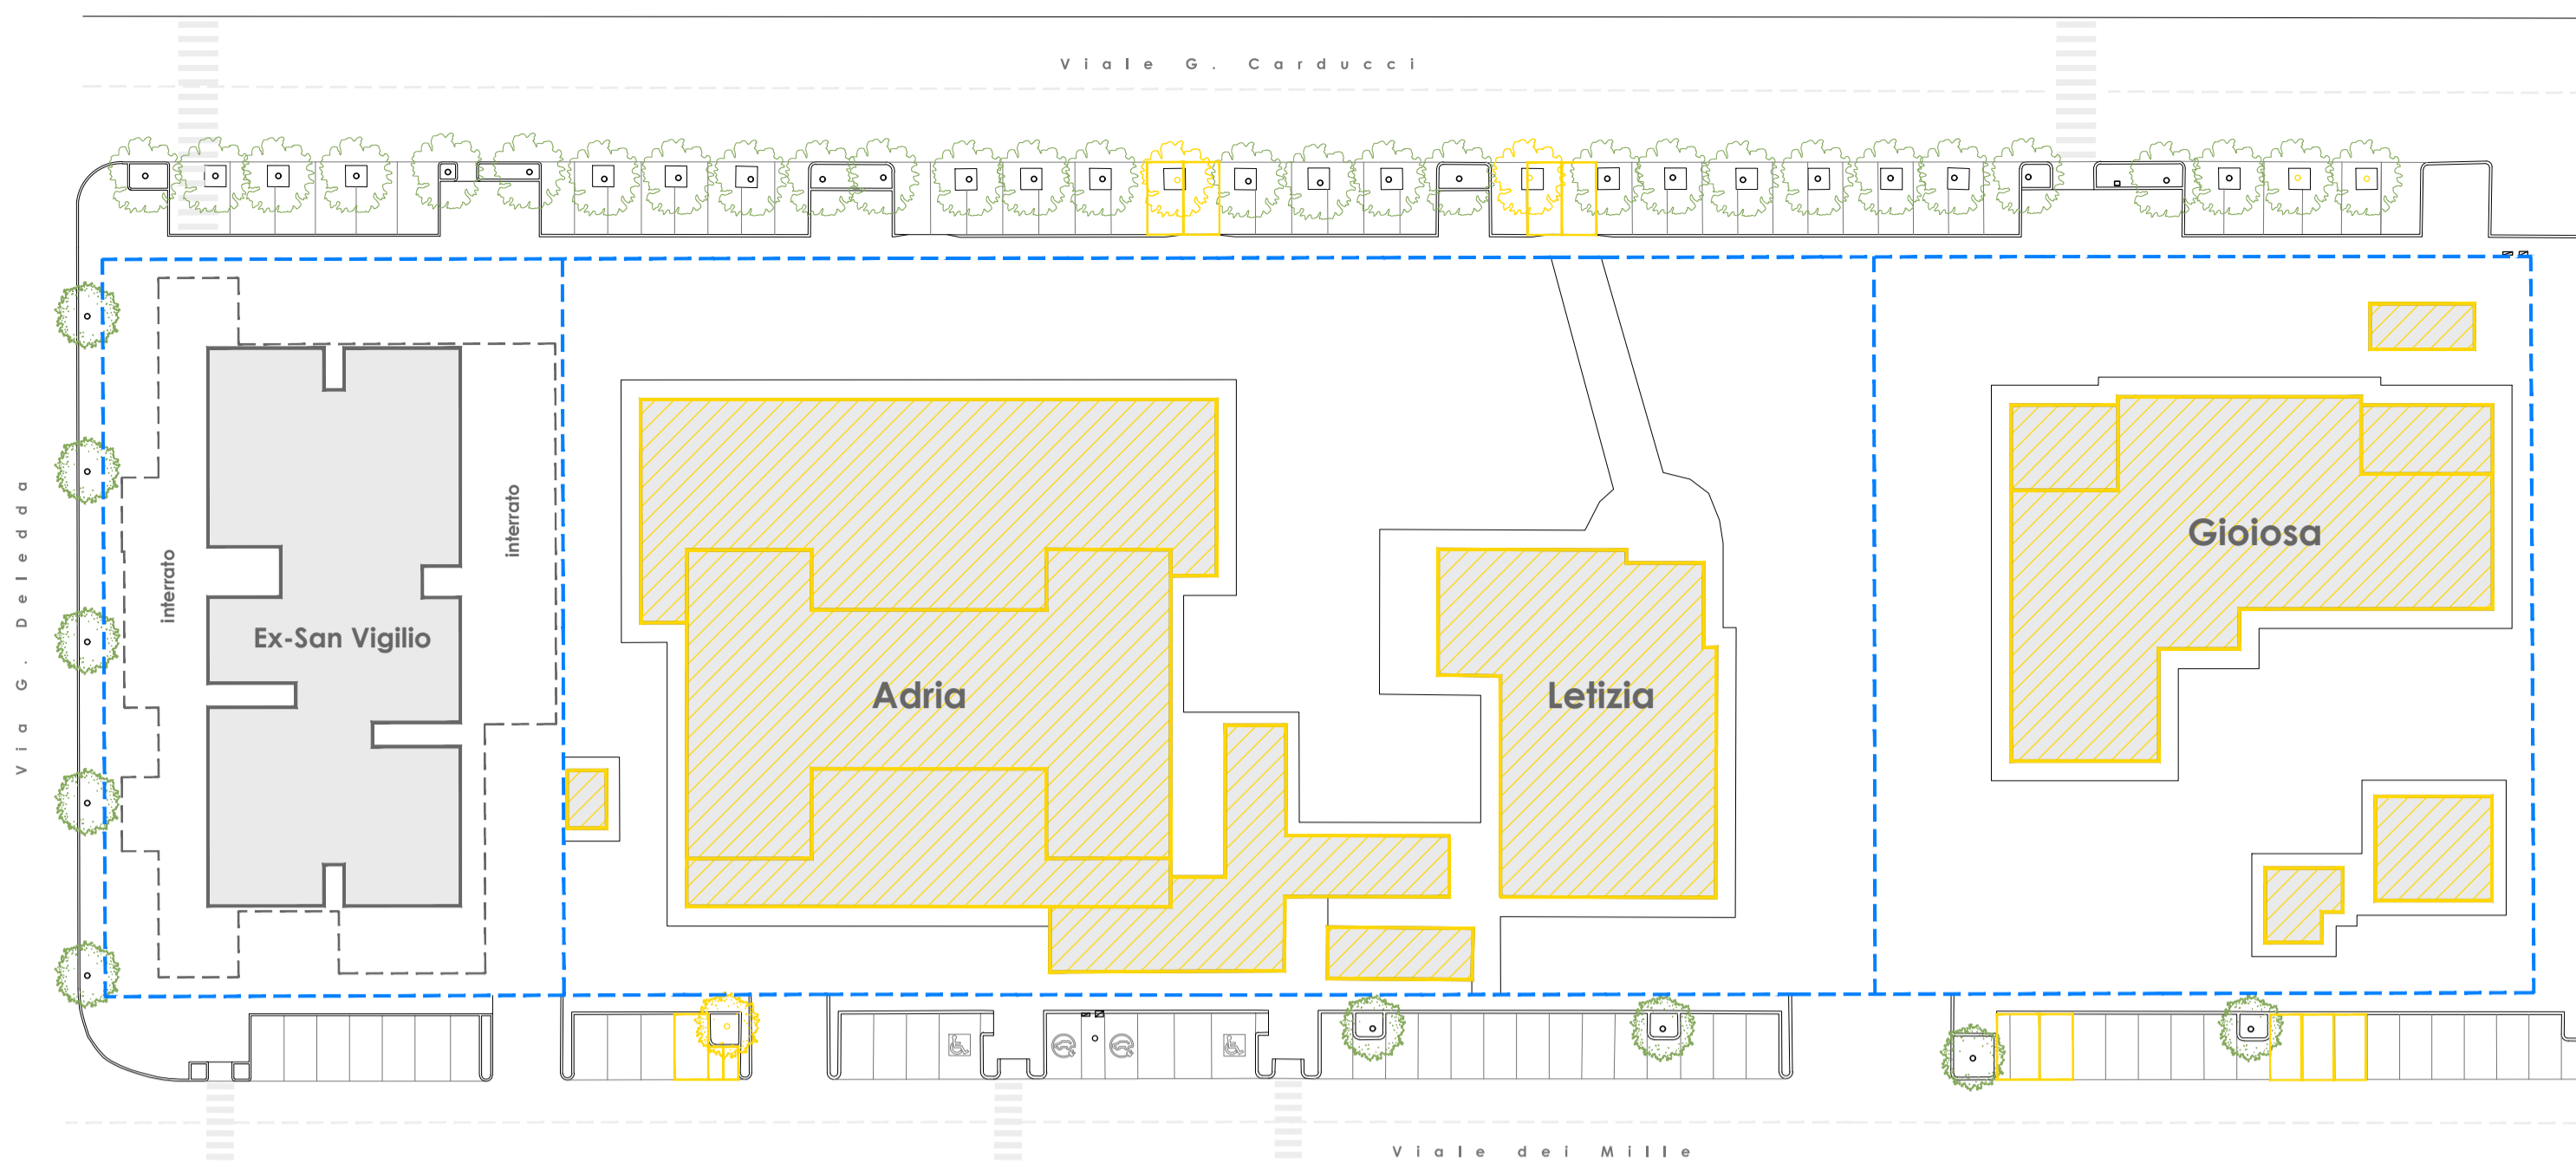 Viale G. Carducci
Via G. Deledda
interrato
interrato
Ex-San Vigilio
Adria
Letizia
Gioiosa
Viale dei Mille